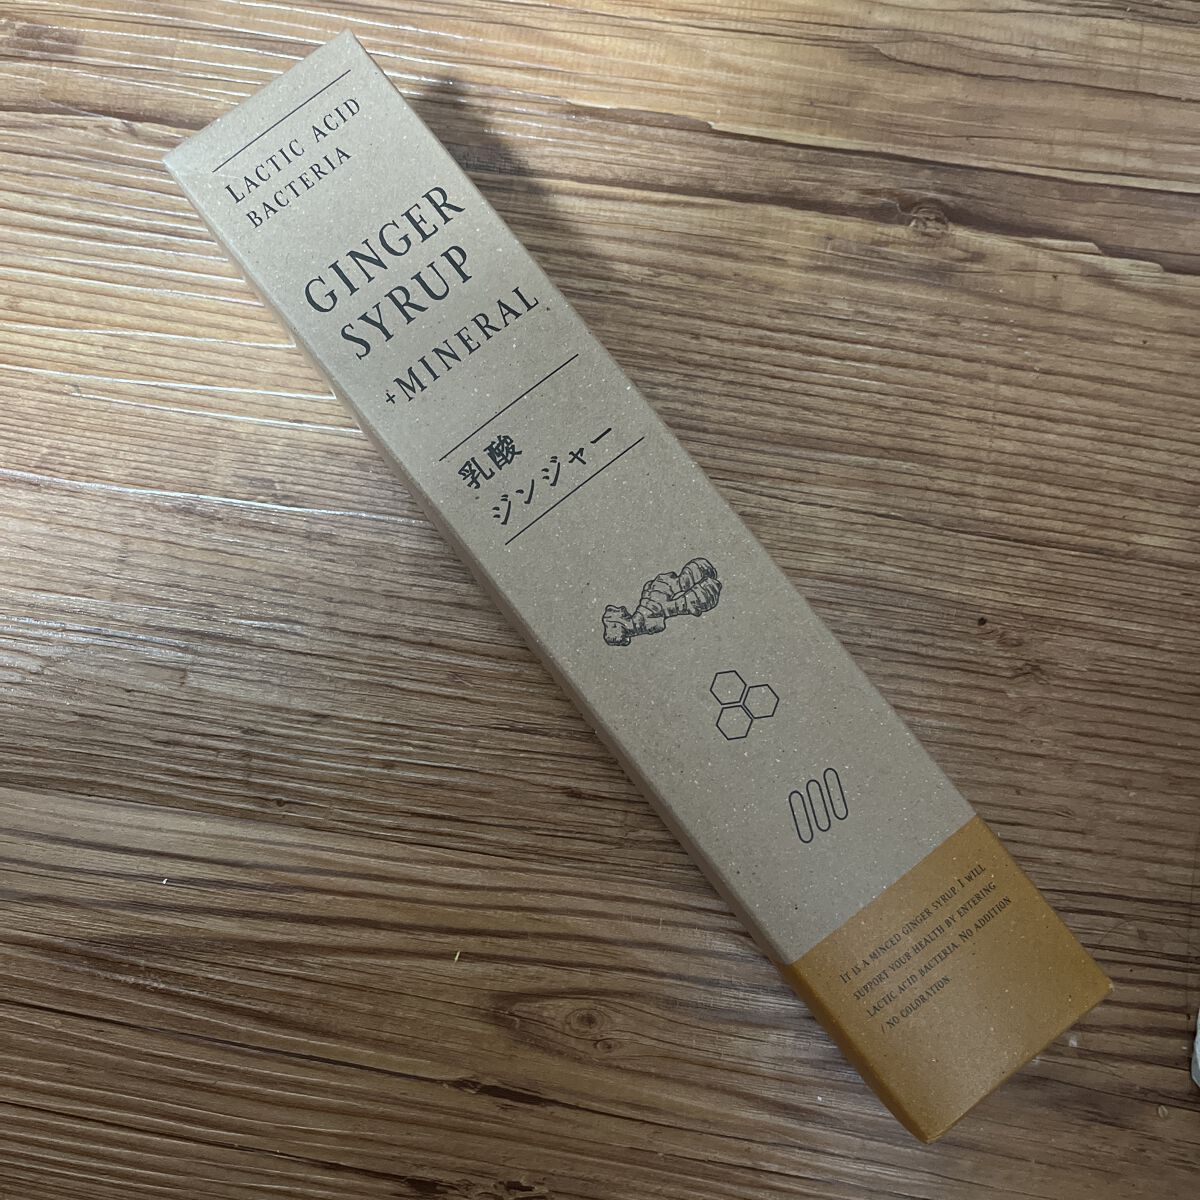 LACTIC ACID
BACTERIA
GINGER
SYRUP
+MINERAL
乳酸
ジンジャー
IT IS A MINCED GINGER SYRUP. I WILL
SUPPORT YOUR HEALTH BY ENTERING
LACTIC ACID BACTERIA. NO ADDITION
/ NO COLORATION